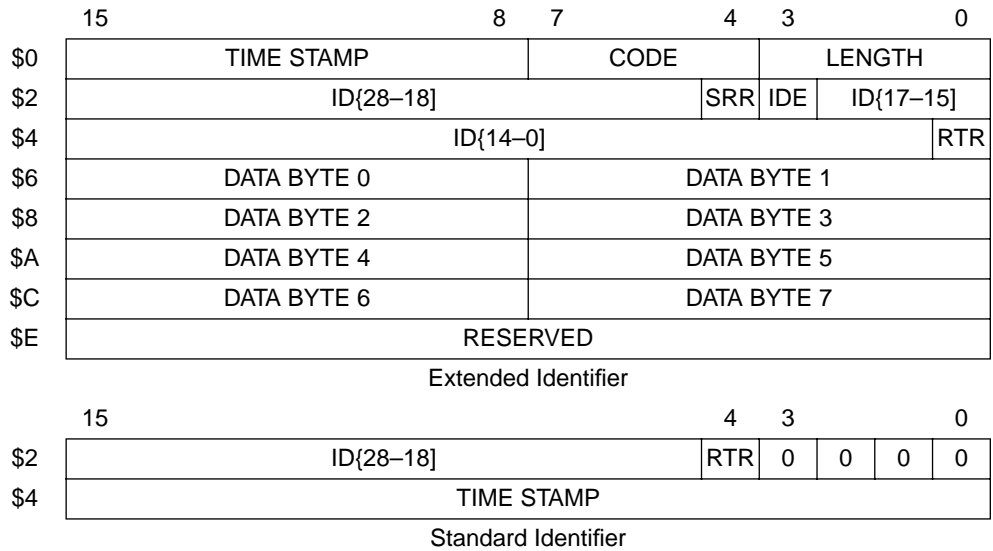 15 8 7 4 3 0
$0 TIME STAMP CODE LENGTH
$2 ID{28–18] SRR IDE ID{17–15]
$4 ID{14–0] RTR
$6 DATA BYTE 0 DATA BYTE 1
$8 DATA BYTE 2 DATA BYTE 3
$A DATA BYTE 4 DATA BYTE 5
$C DATA BYTE 6 DATA BYTE 7
$E RESERVED
Extended Identifier
15 4 3 0
$2 ID{28–18] RTR 0 0 0 0
$4 TIME STAMP
Standard Identifier